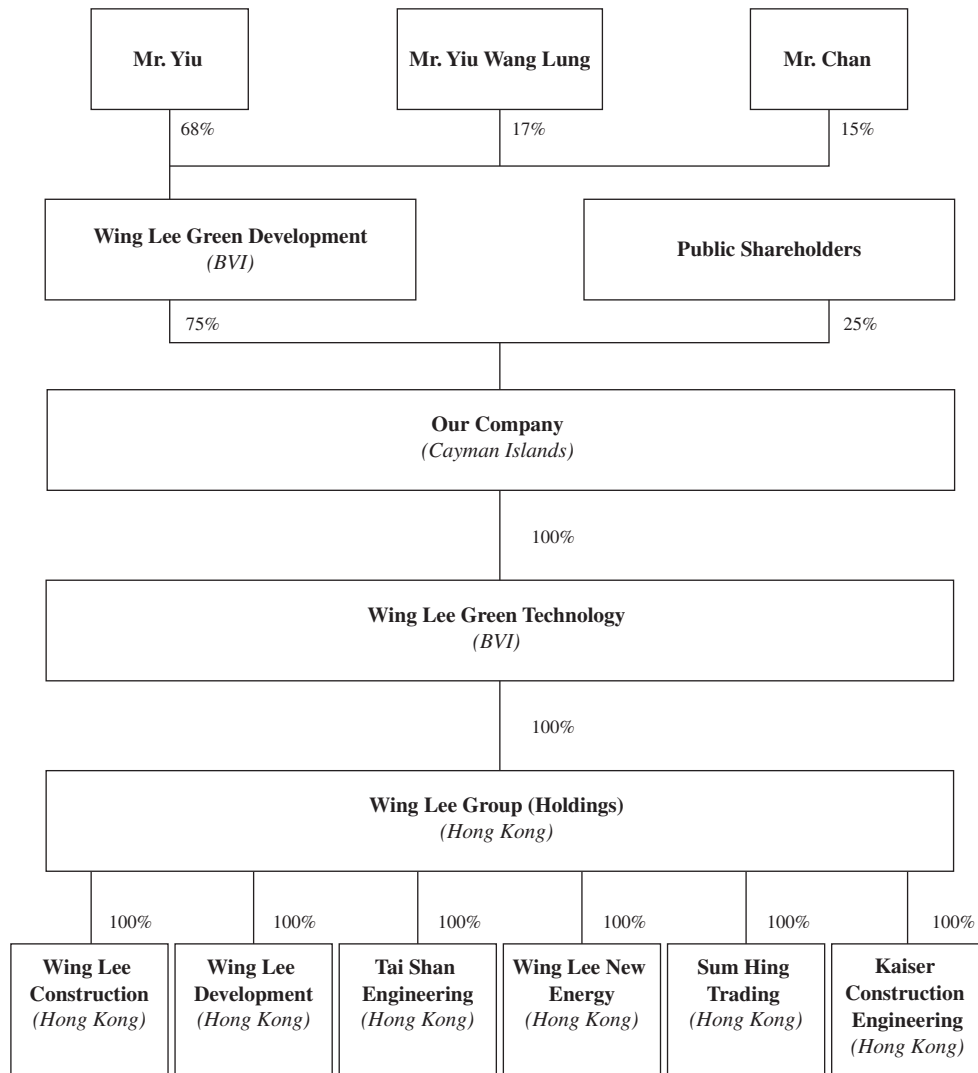 Mr. Yiu
Mr. Yiu Wang Lung
Mr. Chan
68%
17%
15%
Wing Lee Green Development
(BVI)
Public Shareholders
75%
25%
Our Company
(Cayman Islands)
100%
Wing Lee Green Technology
(BVI)
100%
Wing Lee Group (Holdings)
(Hong Kong)
100%
100%
100%
100%
100%
100%
Wing Lee
Construction
(Hong Kong)
Wing Lee
Development
(Hong Kong)
Tai Shan
Engineering
(Hong Kong)
Wing Lee New
Energy
(Hong Kong)
Sum Hing
Trading
(Hong Kong)
Kaiser
Construction
Engineering
(Hong Kong)